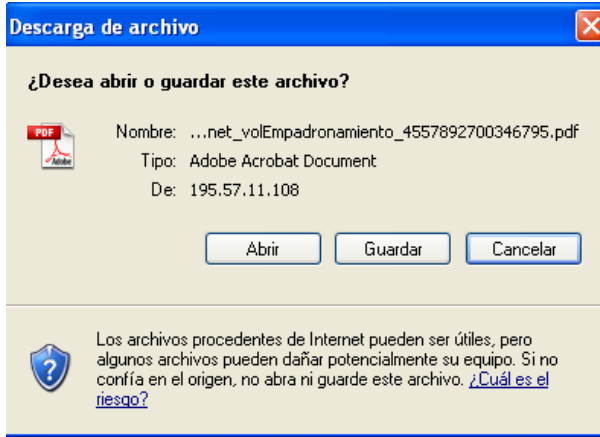 Descarga de archivo
¿Desea abrir o guardar este archivo?
PDF
Adobe
Nombre: ...net_volEmpadronamiento_4557892700346795.pdf
Tipo: Adobe Acrobat Document
De: 195.57.11.108
Abrir Guardar Cancelar
Los archivos procedentes de Internet pueden ser útiles, pero
algunos archivos pueden dañar potencialmente su equipo. Si no
confía en el origen, no abra ni guarde este archivo. ¿Cuál es el
riesgo?